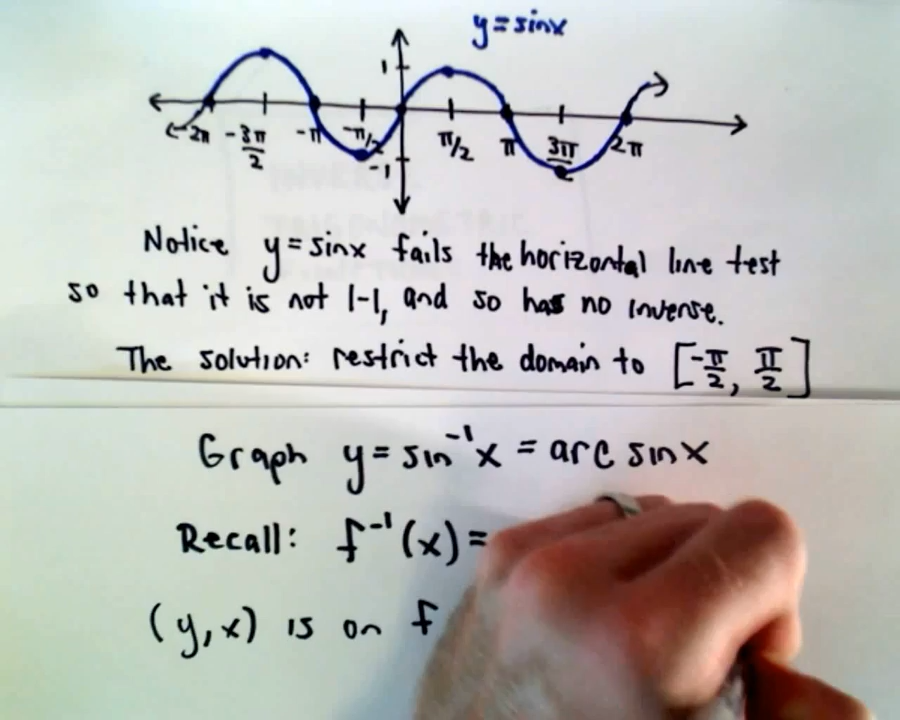 y=sinx
1
-2π -3π/2 -π -π/2 π/2 π 3π/2 2π
-1
Notice y=sinx fails the horizontal line test
so that it is not 1-1, and so has no inverse.
The solution: restrict the domain to [-π/2, π/2]
Graph y=sin⁻¹x = arcsinx
Recall: f⁻¹(x)=
(y,x) is on f